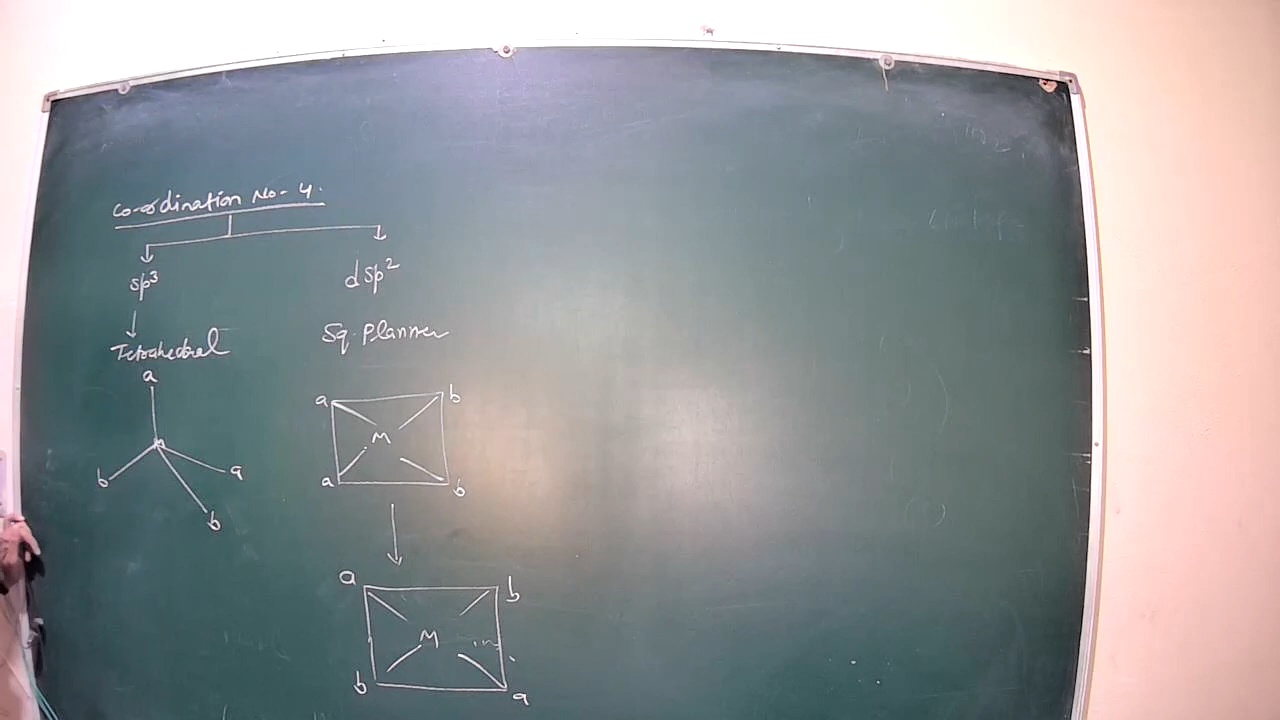 Co-ordination No- 4.
sp³ dsp²
Tetrahedral Sq. Planner
a
M
b a
b
a b
M
a b
a b
M
b a